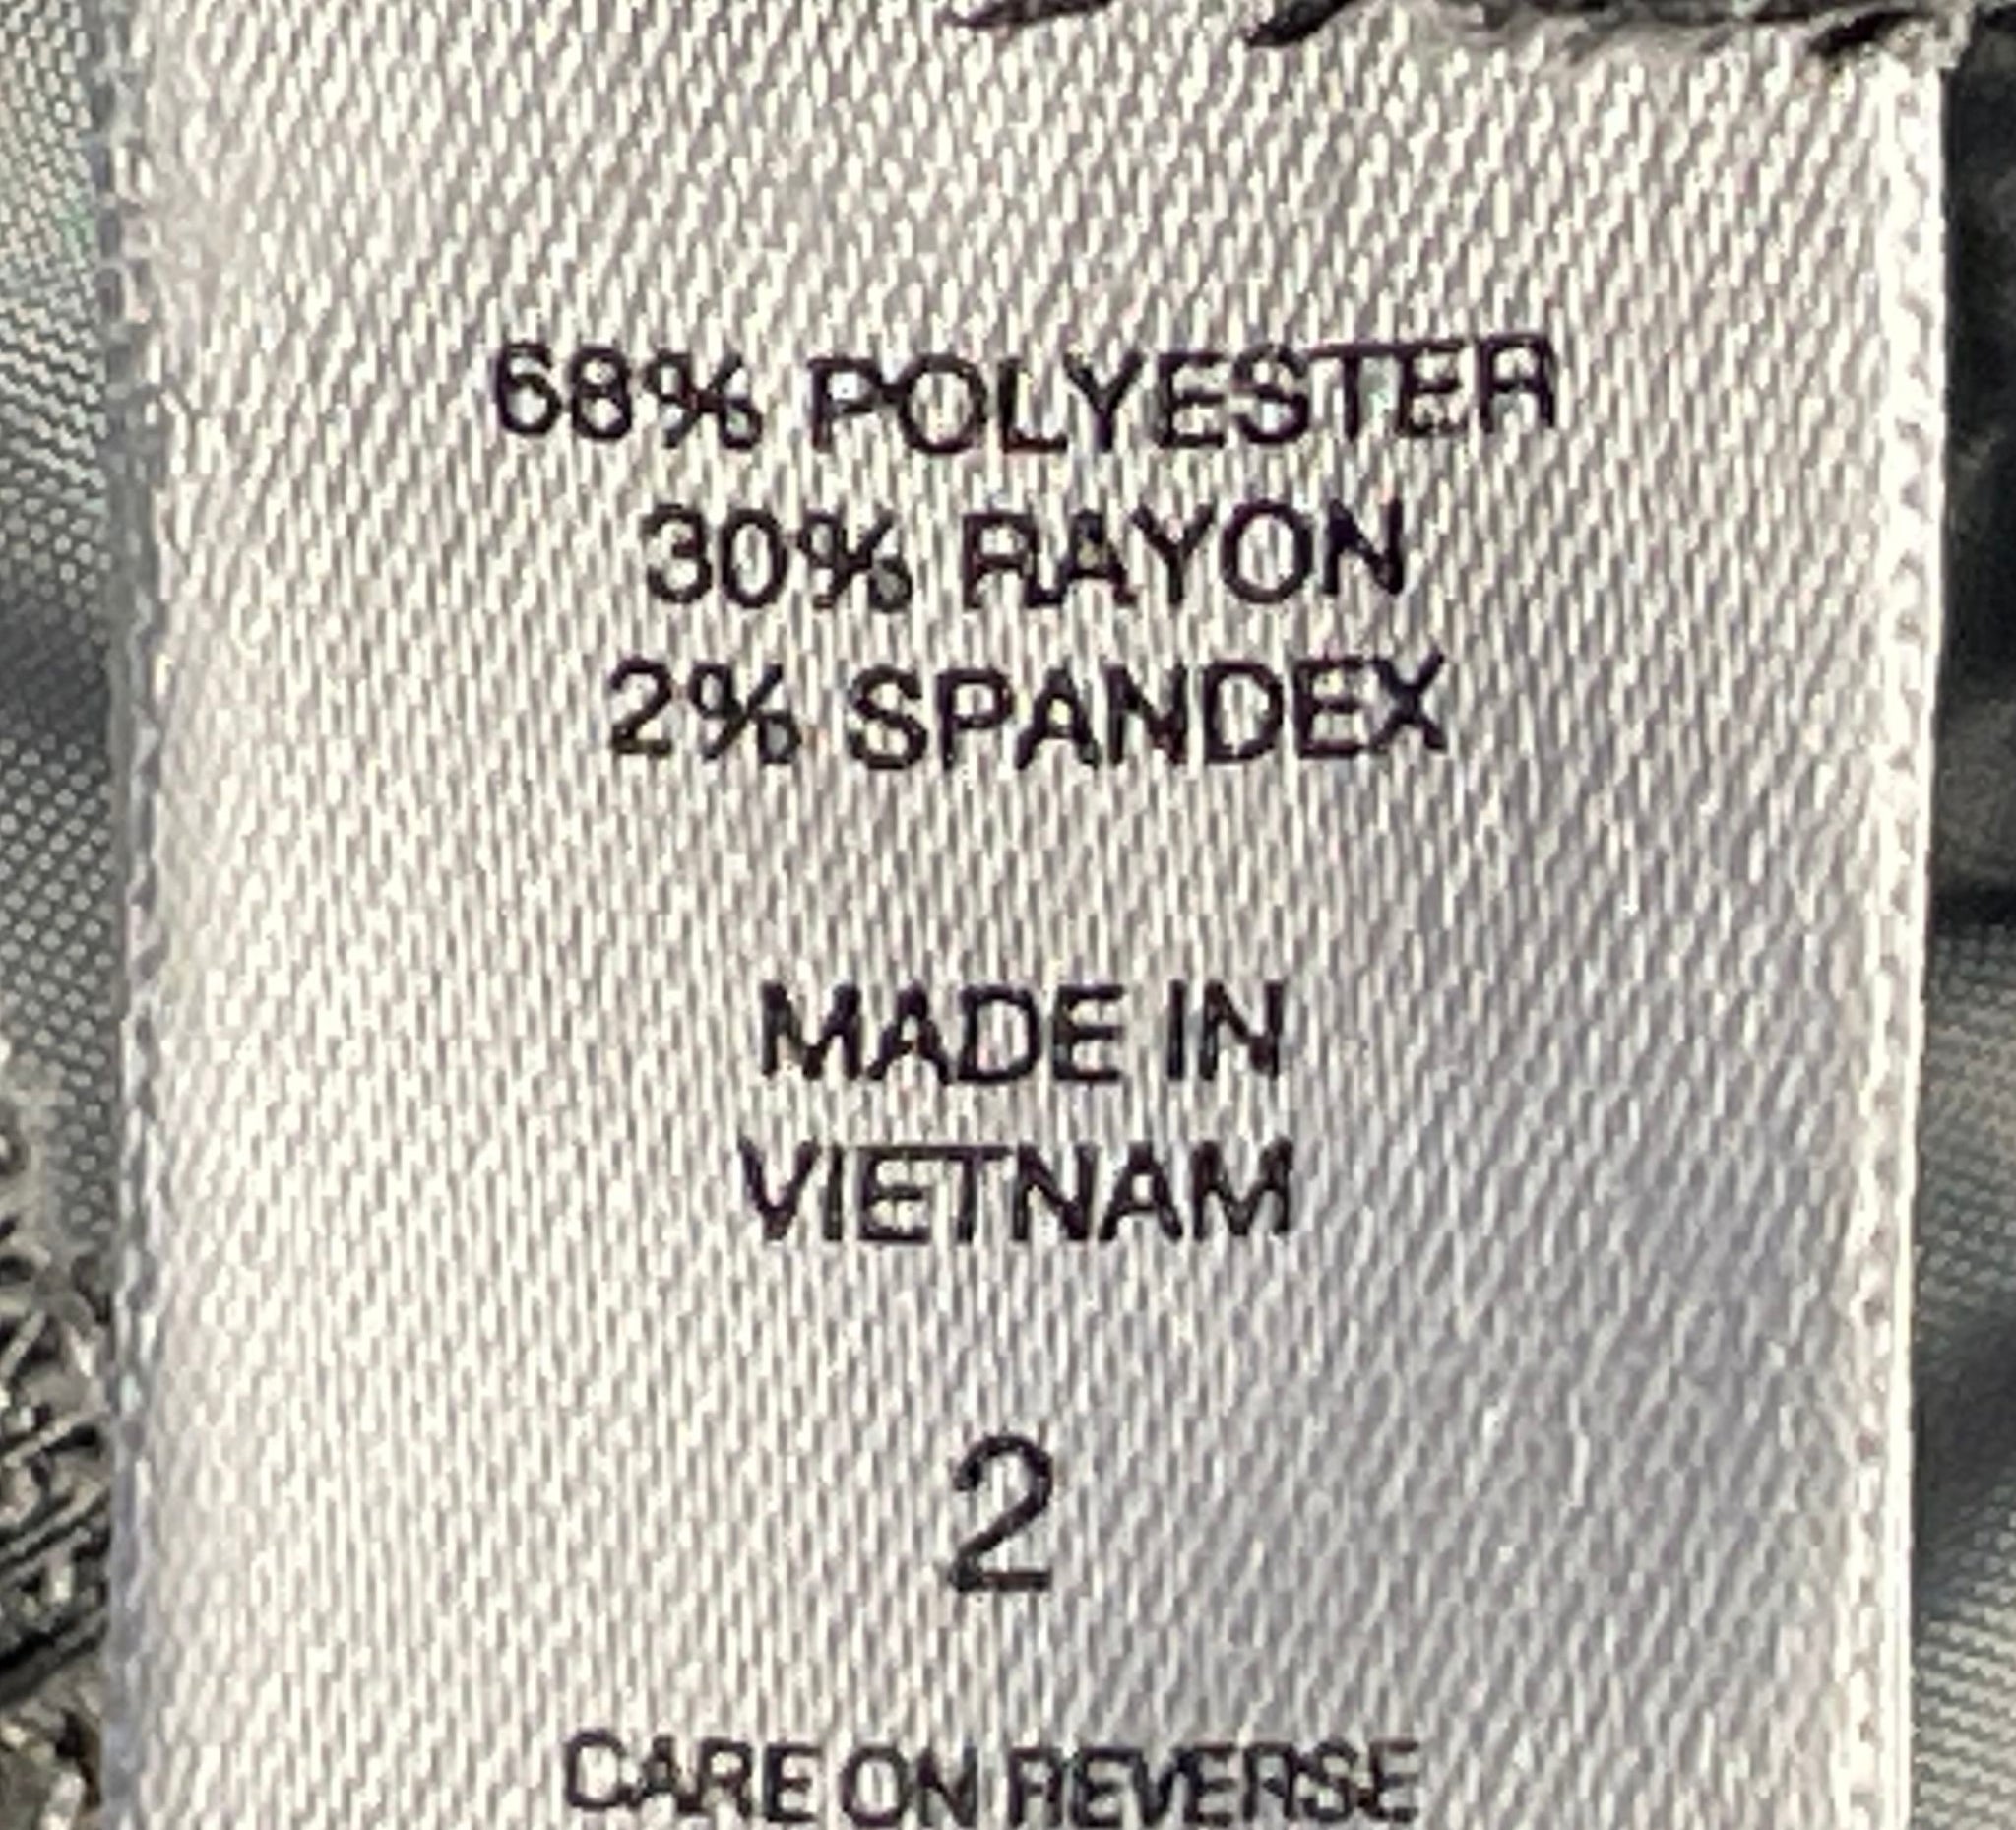 68% POLYESTER
30% RAYON
2% SPANDEX
MADE IN
VIETNAM
2
CARE ON REVERSE